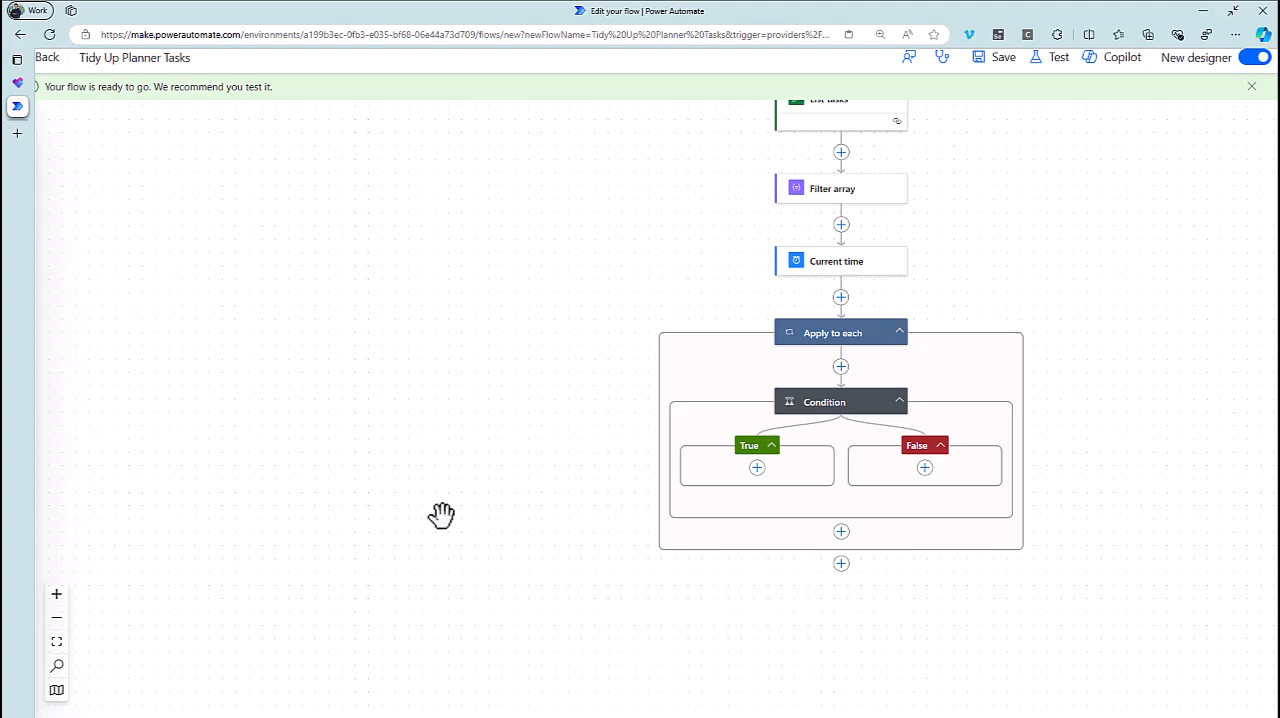 Work
Edit your flow | Power Automate
https://make.powerautomate.com/environments/a199b3ec-0fb3-e035-bf68-06e44a73d709/flows/new?newFlowName=Tidy%20Up%20Planner%20Tasks&trigger=providers%2F...
Back
Tidy Up Planner Tasks
Save
Test
Copilot
New designer
Your flow is ready to go. We recommend you test it.
List tasks
Filter array
Current time
Apply to each
Condition
True
False